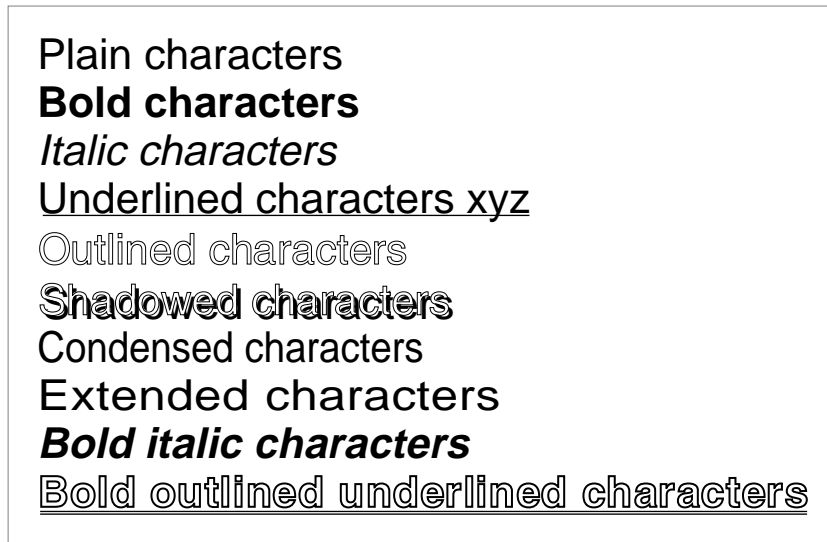 Plain characters
Bold characters
Italic characters
Underlined characters xyz
Outlined characters
Shadowed characters
Condensed characters
Extended characters
Bold italic characters
Bold outlined underlined characters